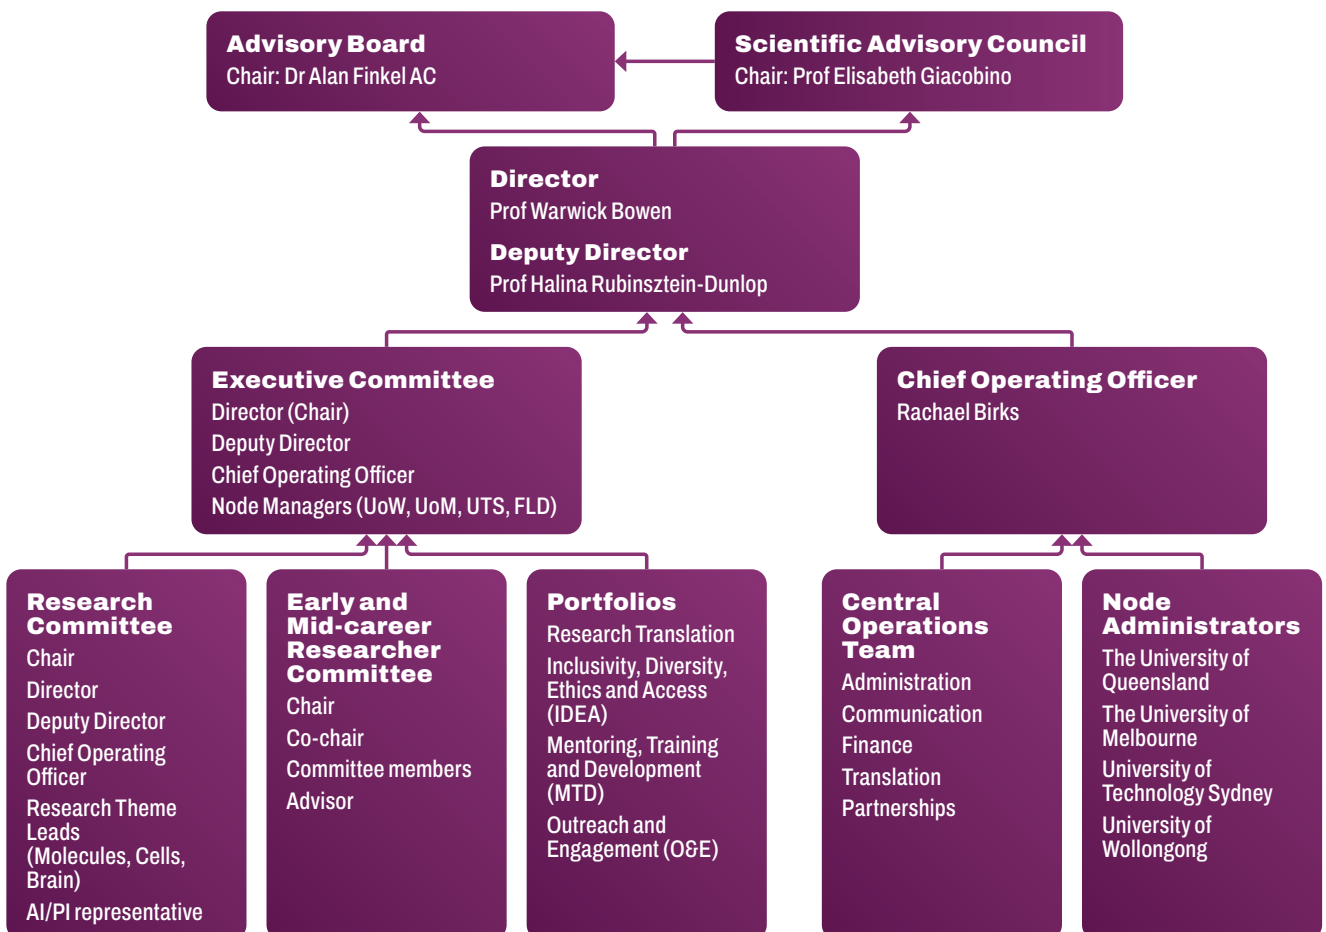 Advisory Board
Chair: Dr Alan Finkel AC
Scientific Advisory Council
Chair: Prof Elisabeth Giacobino
Director
Prof Warwick Bowen
Deputy Director
Prof Halina Rubinsztein-Dunlop
Executive Committee
Director (Chair)
Deputy Director
Chief Operating Officer
Node Managers (UoW, UoM, UTS, FLD)
Chief Operating Officer
Rachael Birks
Research
Committee
Chair
Director
Deputy Director
Chief Operating
Officer
Research Theme
Leads
(Molecules, Cells,
Brain)
AI/PI representative
Early and
Mid-career
Researcher
Committee
Chair
Co-chair
Committee members
Advisor
Portfolios
Research Translation
Inclusivity, Diversity,
Ethics and Access
(IDEA)
Mentoring, Training
and Development
(MTD)
Outreach and
Engagement (O&E)
Central
Operations
Team
Administration
Communication
Finance
Translation
Partnerships
Node
Administrators
The University of
Queensland
The University of
Melbourne
University of
Technology Sydney
University of
Wollongong